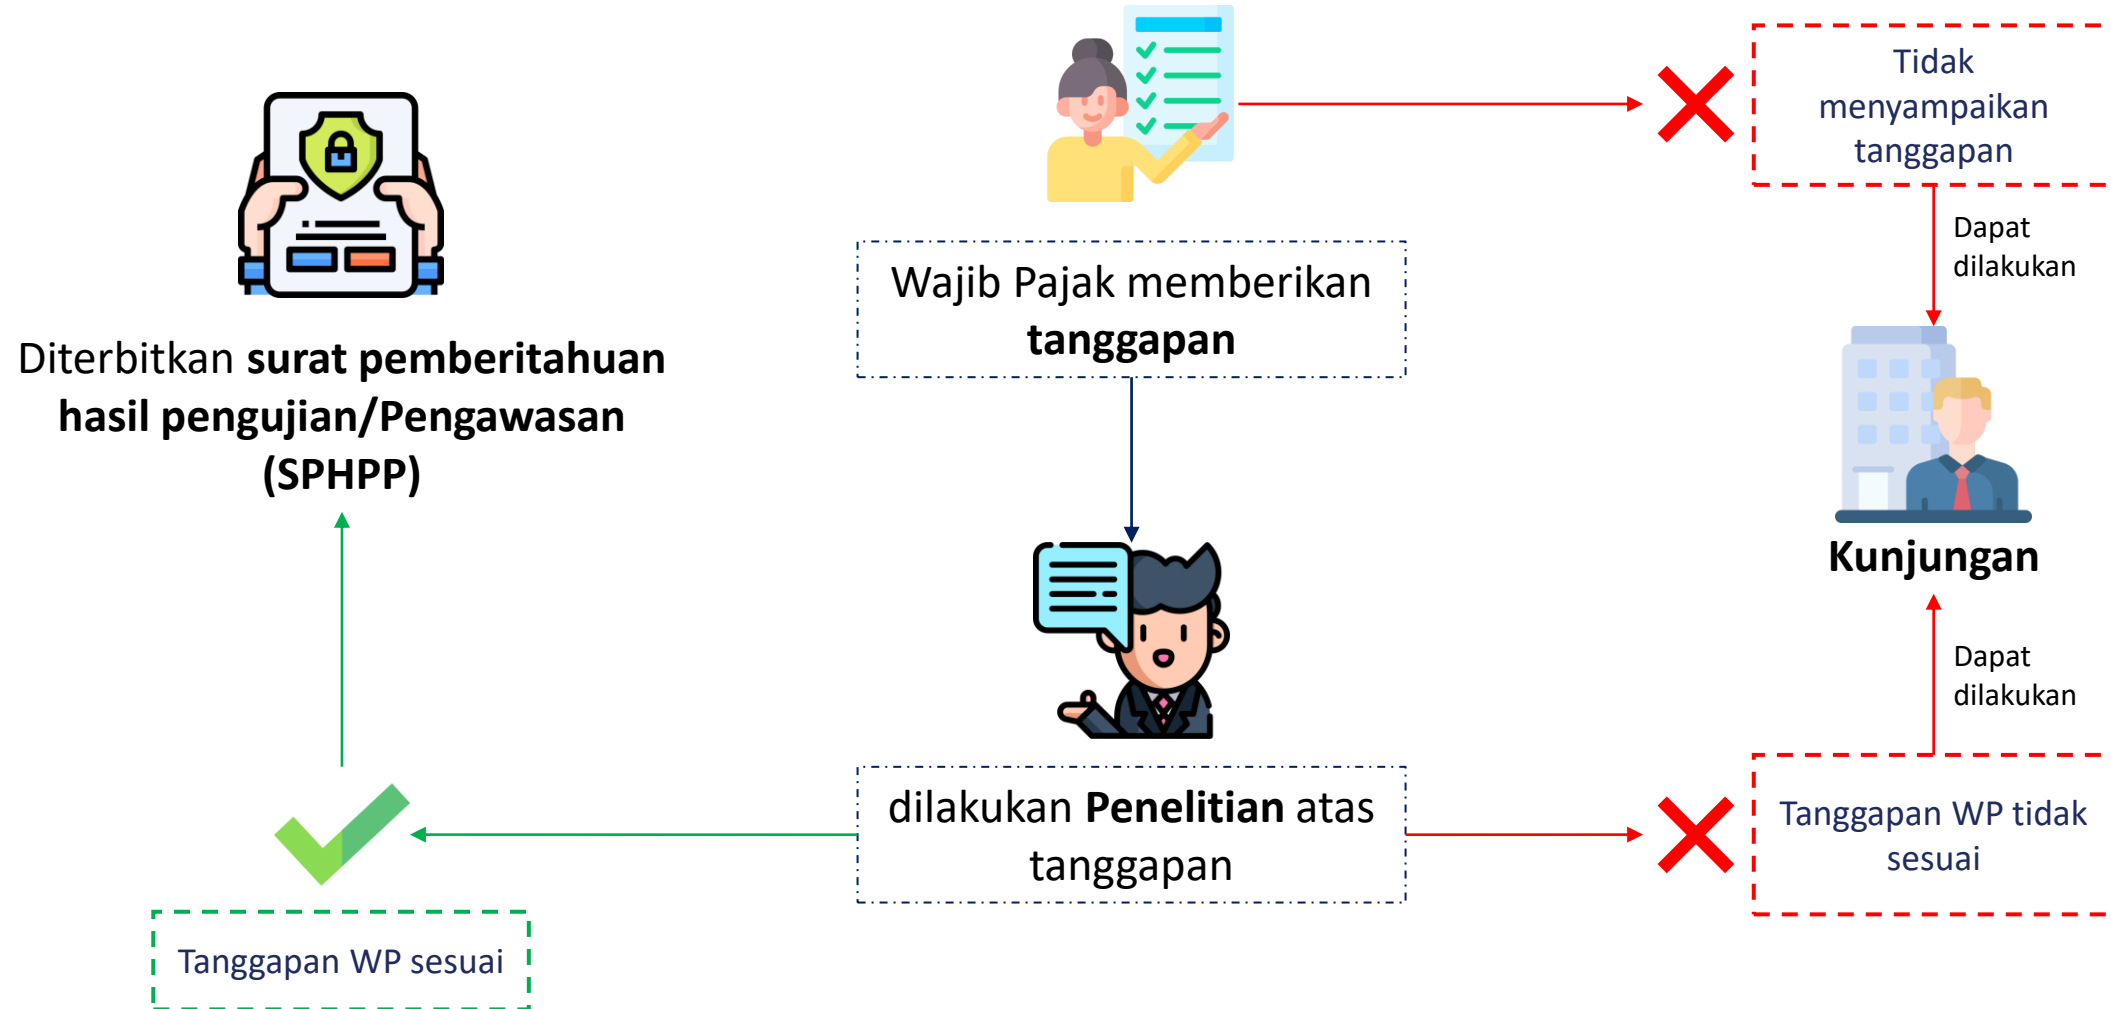 Diterbitkan surat pemberitahuan
hasil pengujian/Pengawasan
(SPHPP)
Tanggapan WP sesuai
Wajib Pajak memberikan
tanggapan
dilakukan Penelitian atas
tanggapan
Tidak
menyampaikan
tanggapan
Dapat
dilakukan
Kunjungan
Dapat
dilakukan
Tanggapan WP tidak
sesuai